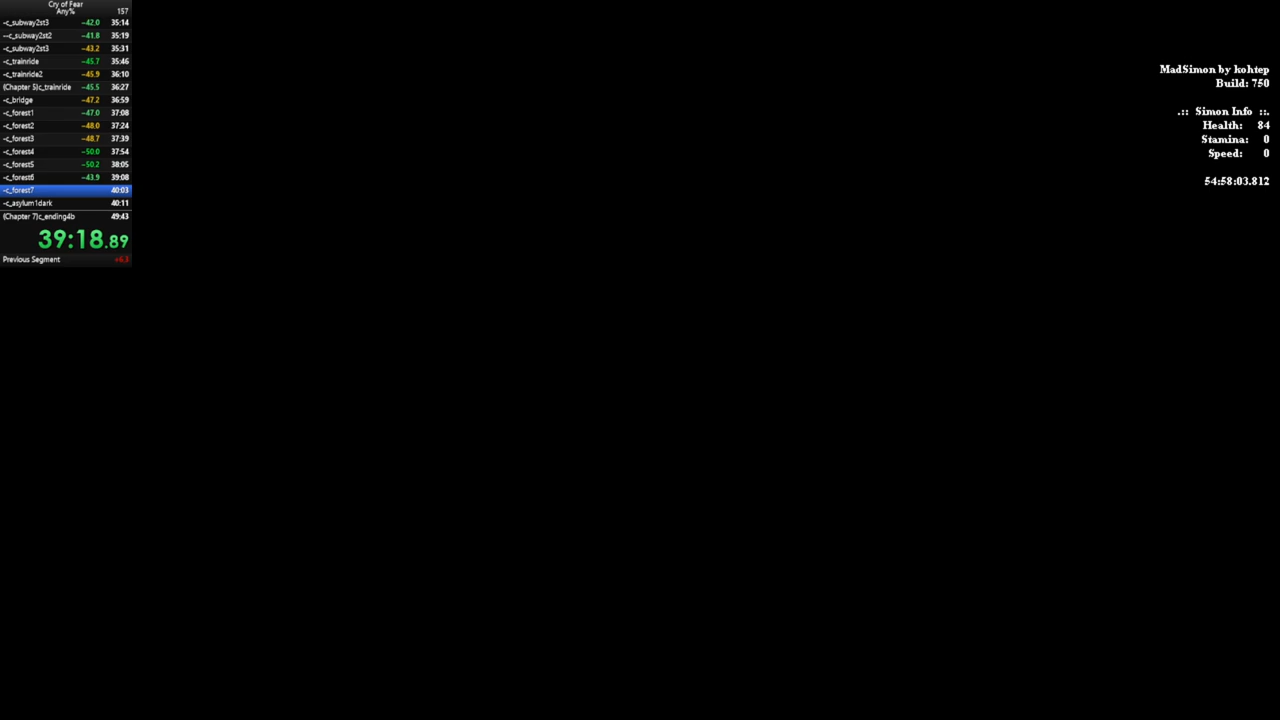 Cry of Fear
Any% 157
-c_subway2st3 -42.0 35:14
--c_subway2st2 -41.8 35:19
-c_subway2st3 -43.2 35:31
-c_trainride -45.7 35:46
-c_trainride2 -45.9 36:10
(Chapter 5)c_trainride -45.5 36:27
-c_bridge -47.2 36:59
-c_forest1 -47.0 37:08
-c_forest2 -48.0 37:24
-c_forest3 -48.7 37:39
-c_forest4 -50.0 37:54
-c_forest5 -50.2 38:05
-c_forest6 -43.9 39:08
-c_forest7 40:03
-c_asylum1dark 40:11
(Chapter 7)c_ending4b 49:43
39:18.89
Previous Segment +6.3
MadSimon by kohtep
Build: 750
.:: Simon Info ::.
Health: 84
Stamina: 0
Speed: 0
54:58:03.812